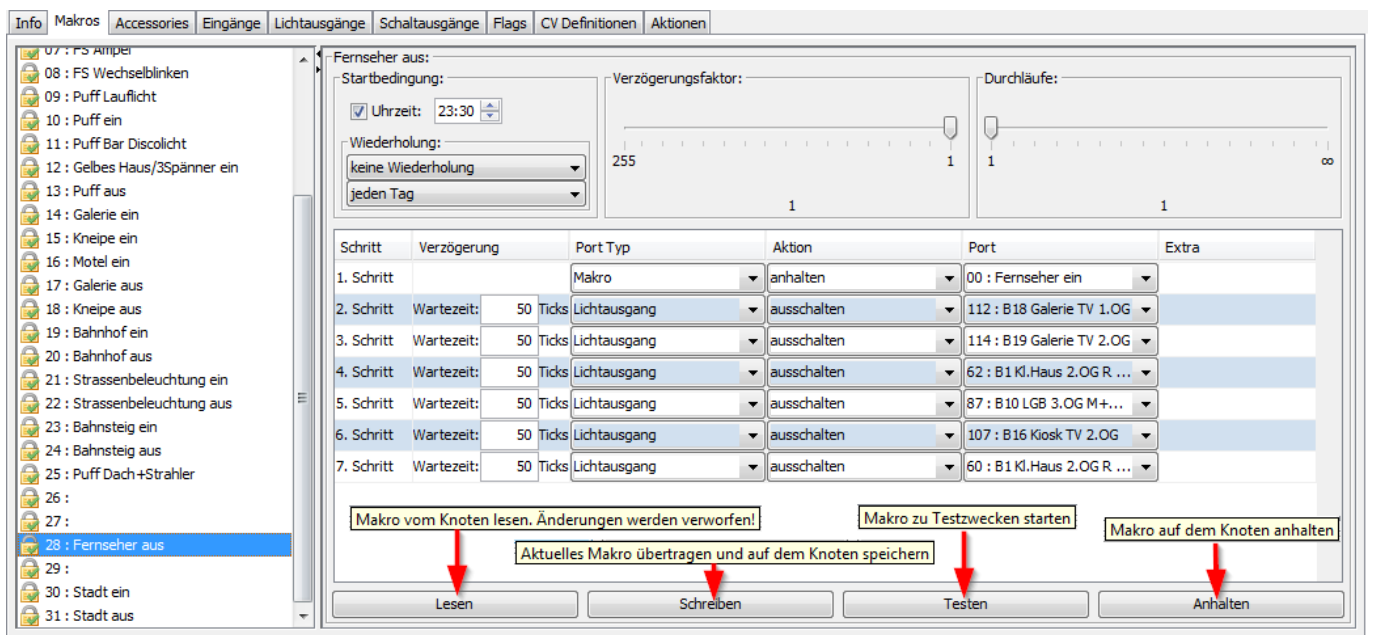 Info Makros Accessories Eingänge Lichtausgänge Schaltausgänge Flags CV Definitionen Aktionen
07 : FS Ampel
08 : FS Wechselblinken
09 : Puff Lauflicht
10 : Puff ein
11 : Puff Bar Discolicht
12 : Gelbes Haus/3Spänner ein
13 : Puff aus
14 : Galerie ein
15 : Kneipe ein
16 : Motel ein
17 : Galerie aus
18 : Kneipe aus
19 : Bahnhof ein
20 : Bahnhof aus
21 : Strassenbeleuchtung ein
22 : Strassenbeleuchtung aus
23 : Bahnsteig ein
24 : Bahnsteig aus
25 : Puff Dach+Strahler
26 :
27 :
28 : Fernseher aus
29 :
30 : Stadt ein
31 : Stadt aus
Fernseher aus:
Startbedingung:
Uhrzeit: 23:30
Wiederholung:
keine Wiederholung
jeden Tag
Verzögerungsfaktor:
255 1
1
Durchläufe:
1 ∞
1
Schritt Verzögerung Port Typ Aktion Port Extra
1. Schritt Makro anhalten 00 : Fernseher ein
2. Schritt Wartezeit: 50 Ticks Lichtausgang ausschalten 112 : B18 Galerie TV 1.OG
3. Schritt Wartezeit: 50 Ticks Lichtausgang ausschalten 114 : B19 Galerie TV 2.OG
4. Schritt Wartezeit: 50 Ticks Lichtausgang ausschalten 62 : B1 Kl.Haus 2.OG R ...
5. Schritt Wartezeit: 50 Ticks Lichtausgang ausschalten 87 : B10 LGB 3.OG M+...
6. Schritt Wartezeit: 50 Ticks Lichtausgang ausschalten 107 : B16 Kiosk TV 2.OG
7. Schritt Wartezeit: 50 Ticks Lichtausgang ausschalten 60 : B1 Kl.Haus 2.OG R ...
Makro vom Knoten lesen. Änderungen werden verworfen!
Makro zu Testzwecken starten
Makro auf dem Knoten anhalten
Aktuelles Makro übertragen und auf dem Knoten speichern
Lesen Schreiben Testen Anhalten